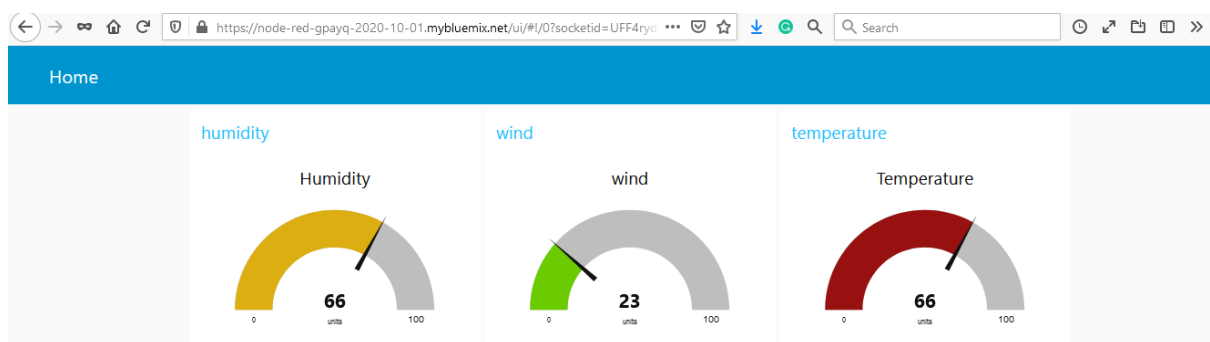 https://node-red-gpayq-2020-10-01.mybluemix.net/ui/#!/0?socketid=UFF4ryd
Search
Home
humidity
wind
temperature
Humidity
wind
Temperature
66
23
66
0
units
100
0
units
100
0
units
100